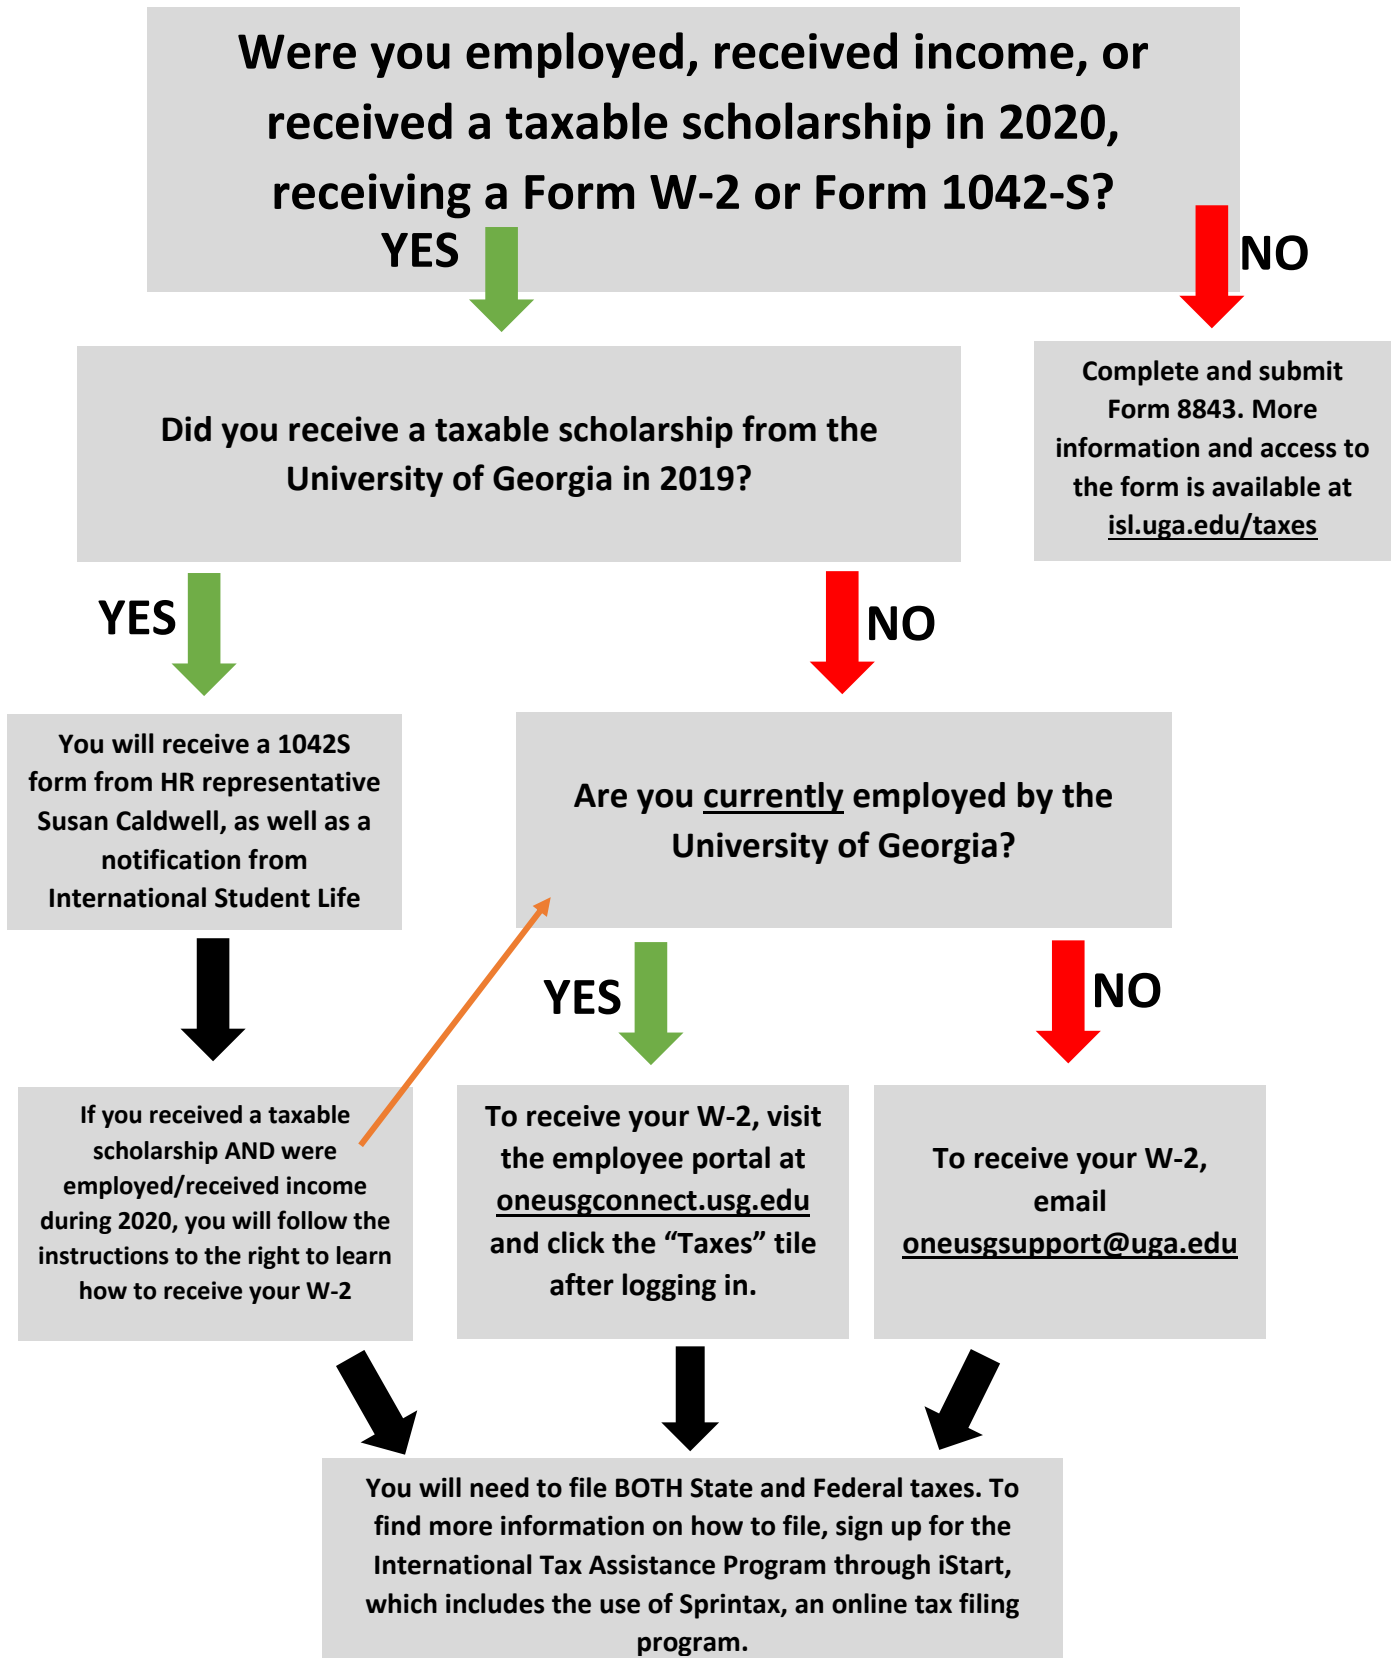 Were you employed, received income, or
received a taxable scholarship in 2020,
receiving a Form W-2 or Form 1042-S?
YES
NO
Did you receive a taxable scholarship from the
University of Georgia in 2019?
Complete and submit
Form 8843. More
information and access to
the form is available at
isl.uga.edu/taxes
YES
NO
You will receive a 1042S
form from HR representative
Susan Caldwell, as well as a
notification from
International Student Life
Are you currently employed by the
University of Georgia?
YES
NO
If you received a taxable
scholarship AND were
employed/received income
during 2020, you will follow the
instructions to the right to learn
how to receive your W-2
To receive your W-2, visit
the employee portal at
oneusgconnect.usg.edu
and click the “Taxes” tile
after logging in.
To receive your W-2,
email
oneusgsupport@uga.edu
You will need to file BOTH State and Federal taxes. To
find more information on how to file, sign up for the
International Tax Assistance Program through iStart,
which includes the use of Sprintax, an online tax filing
program.